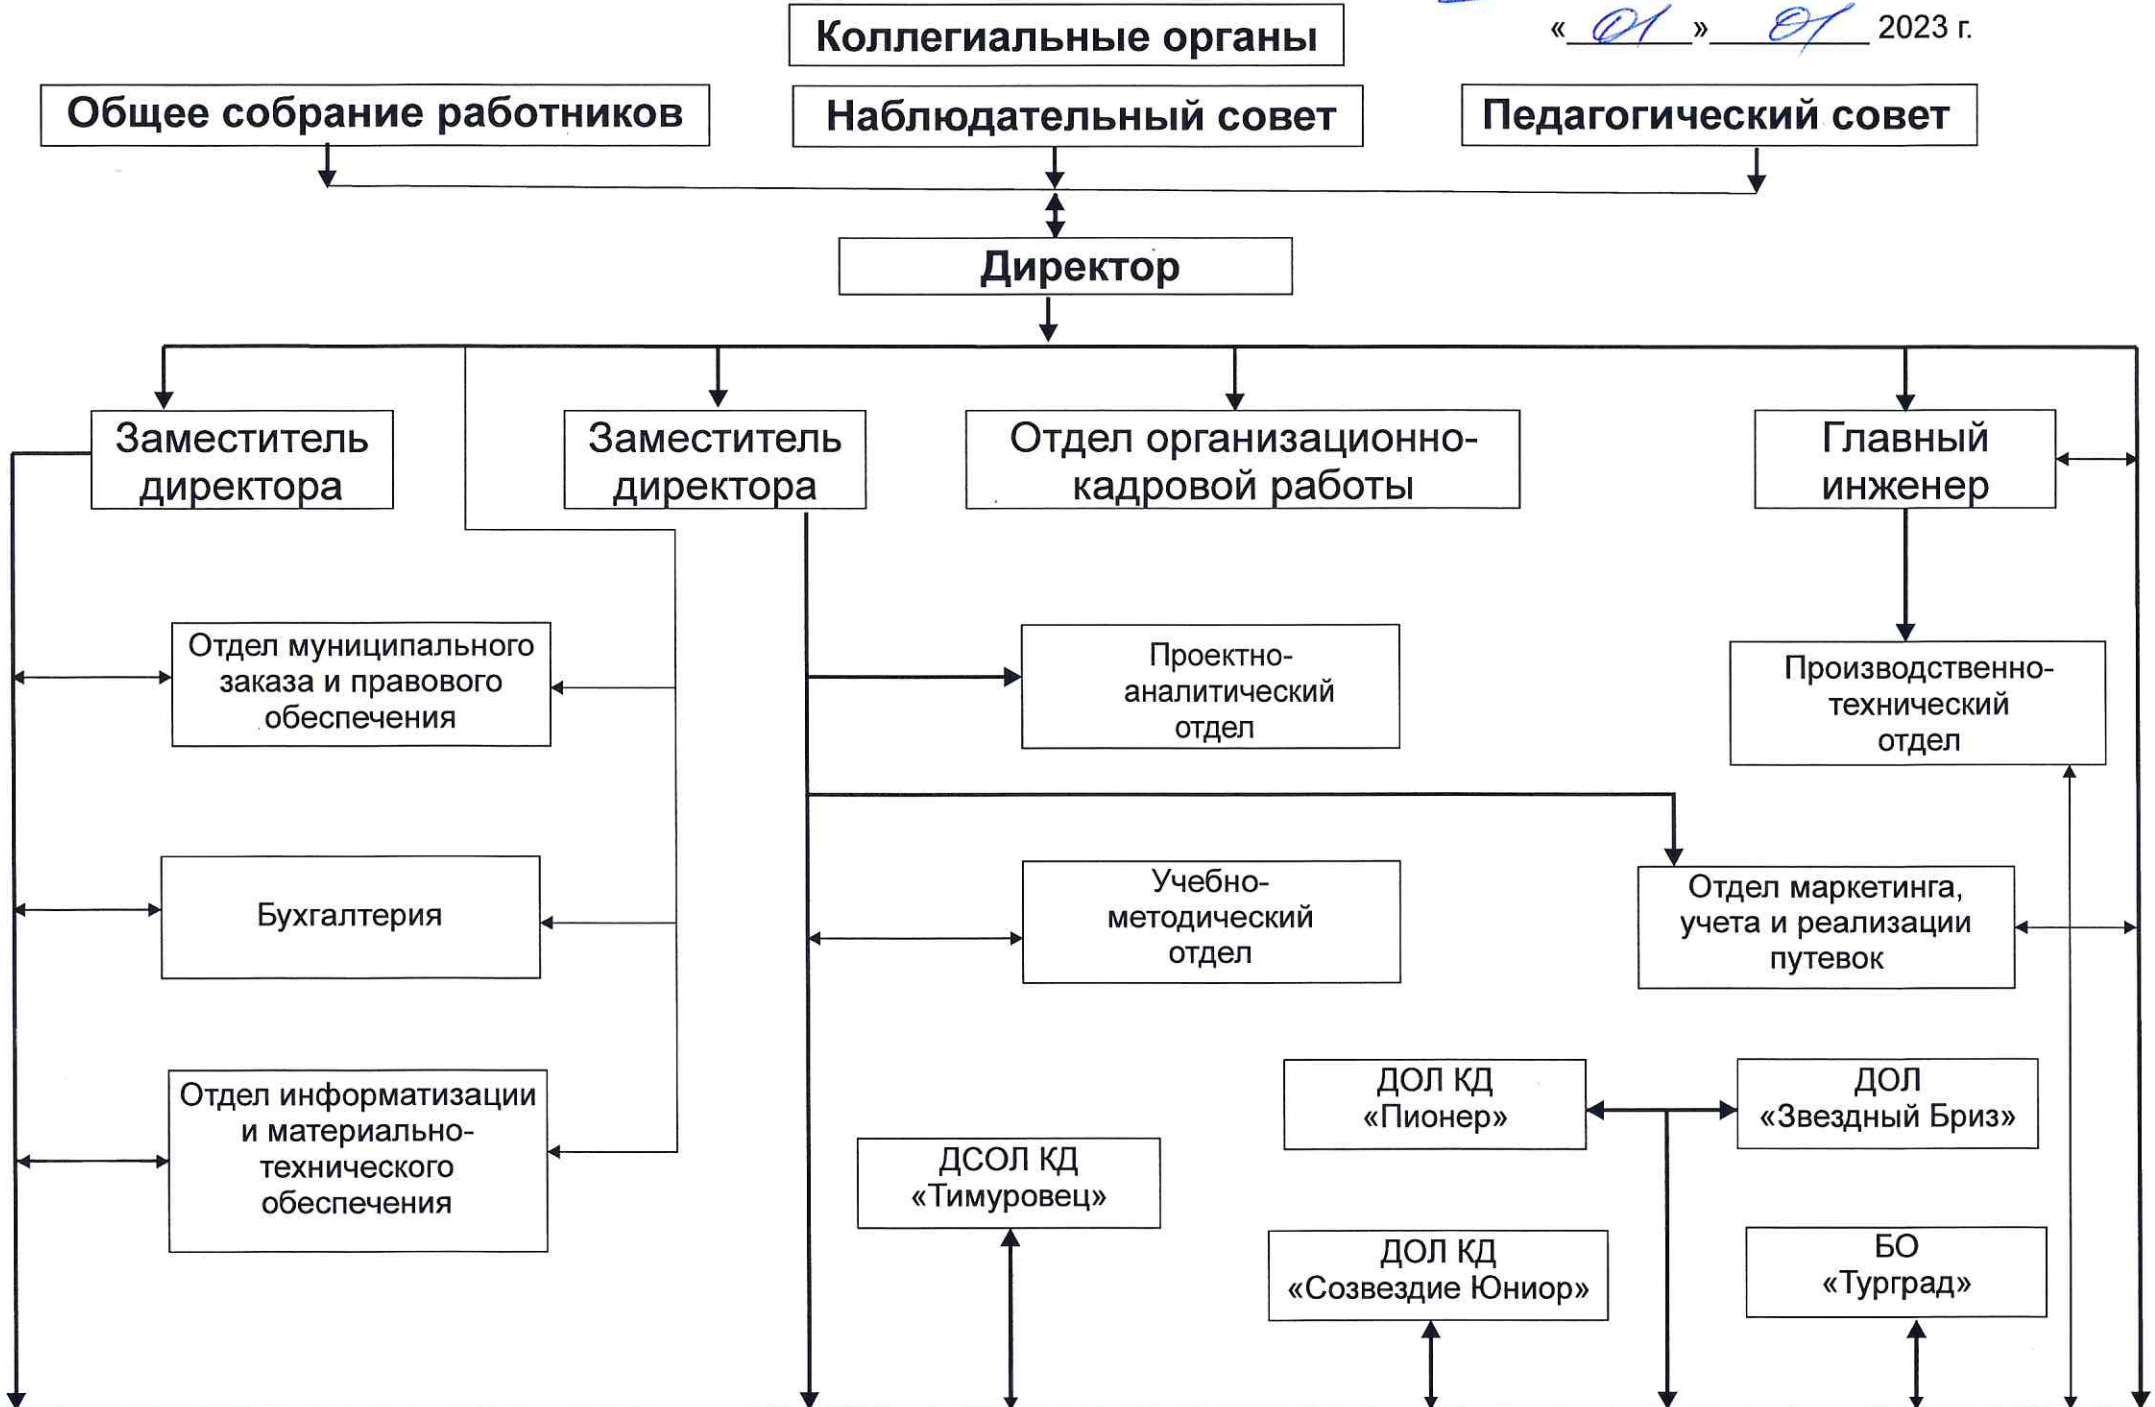 Коллегиальные органы
«01» 01 2023 г.
Общее собрание работников
Наблюдательный совет
Педагогический совет
Директор
Заместитель
директора
Заместитель
директора
Отдел организационно-
кадровой работы
Главный
инженер
Отдел муниципального
заказа и правового
обеспечения
Проектно-
аналитический
отдел
Производственно-
технический
отдел
Бухгалтерия
Учебно-
методический
отдел
Отдел маркетинга,
учета и реализации
путевок
Отдел информатизации
и материально-
технического
обеспечения
ДСОЛ КД
«Тимуровец»
ДОЛ КД
«Пионер»
ДОЛ
«Звездный Бриз»
ДОЛ КД
«Созвездие Юниор»
БО
«Турград»